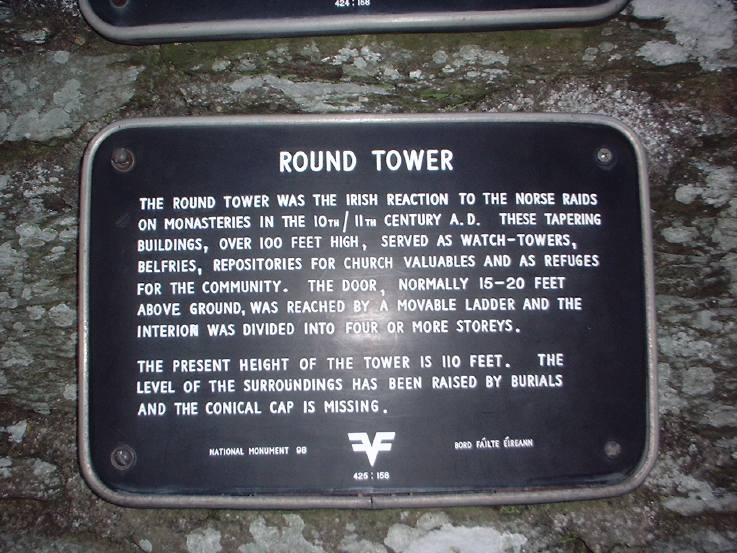 424 : 158
ROUND TOWER
THE ROUND TOWER WAS THE IRISH REACTION TO THE NORSE RAIDS
ON MONASTERIES IN THE 10TH / 11TH CENTURY A.D. THESE TAPERING
BUILDINGS, OVER 100 FEET HIGH, SERVED AS WATCH-TOWERS,
BELFRIES, REPOSITORIES FOR CHURCH VALUABLES AND AS REFUGES
FOR THE COMMUNITY. THE DOOR, NORMALLY 15-20 FEET
ABOVE GROUND, WAS REACHED BY A MOVABLE LADDER AND THE
INTERIOR WAS DIVIDED INTO FOUR OR MORE STOREYS.
THE PRESENT HEIGHT OF THE TOWER IS 110 FEET. THE
LEVEL OF THE SURROUNDINGS HAS BEEN RAISED BY BURIALS
AND THE CONICAL CAP IS MISSING.
NATIONAL MONUMENT 98 BORD FÁILTE ÉIREANN
425 : 158